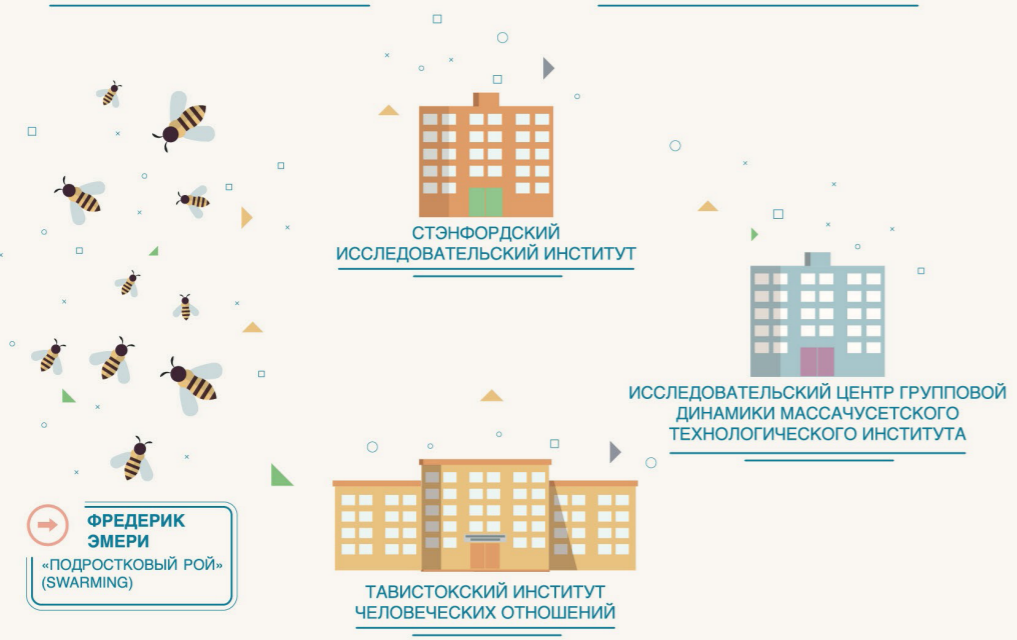 СТЭНФОРДСКИЙ
ИССЛЕДОВАТЕЛЬСКИЙ ИНСТИТУТ
ИССЛЕДОВАТЕЛЬСКИЙ ЦЕНТР ГРУППОВОЙ
ДИНАМИКИ МАССАЧУСЕТСКОГО
ТЕХНОЛОГИЧЕСКОГО ИНСТИТУТА
ФРЕДЕРИК
ЭМЕРИ
«ПОДРОСТКОВЫЙ РОЙ»
(SWARMING)
ТАВИСТОКСКИЙ ИНСТИТУТ
ЧЕЛОВЕЧЕСКИХ ОТНОШЕНИЙ